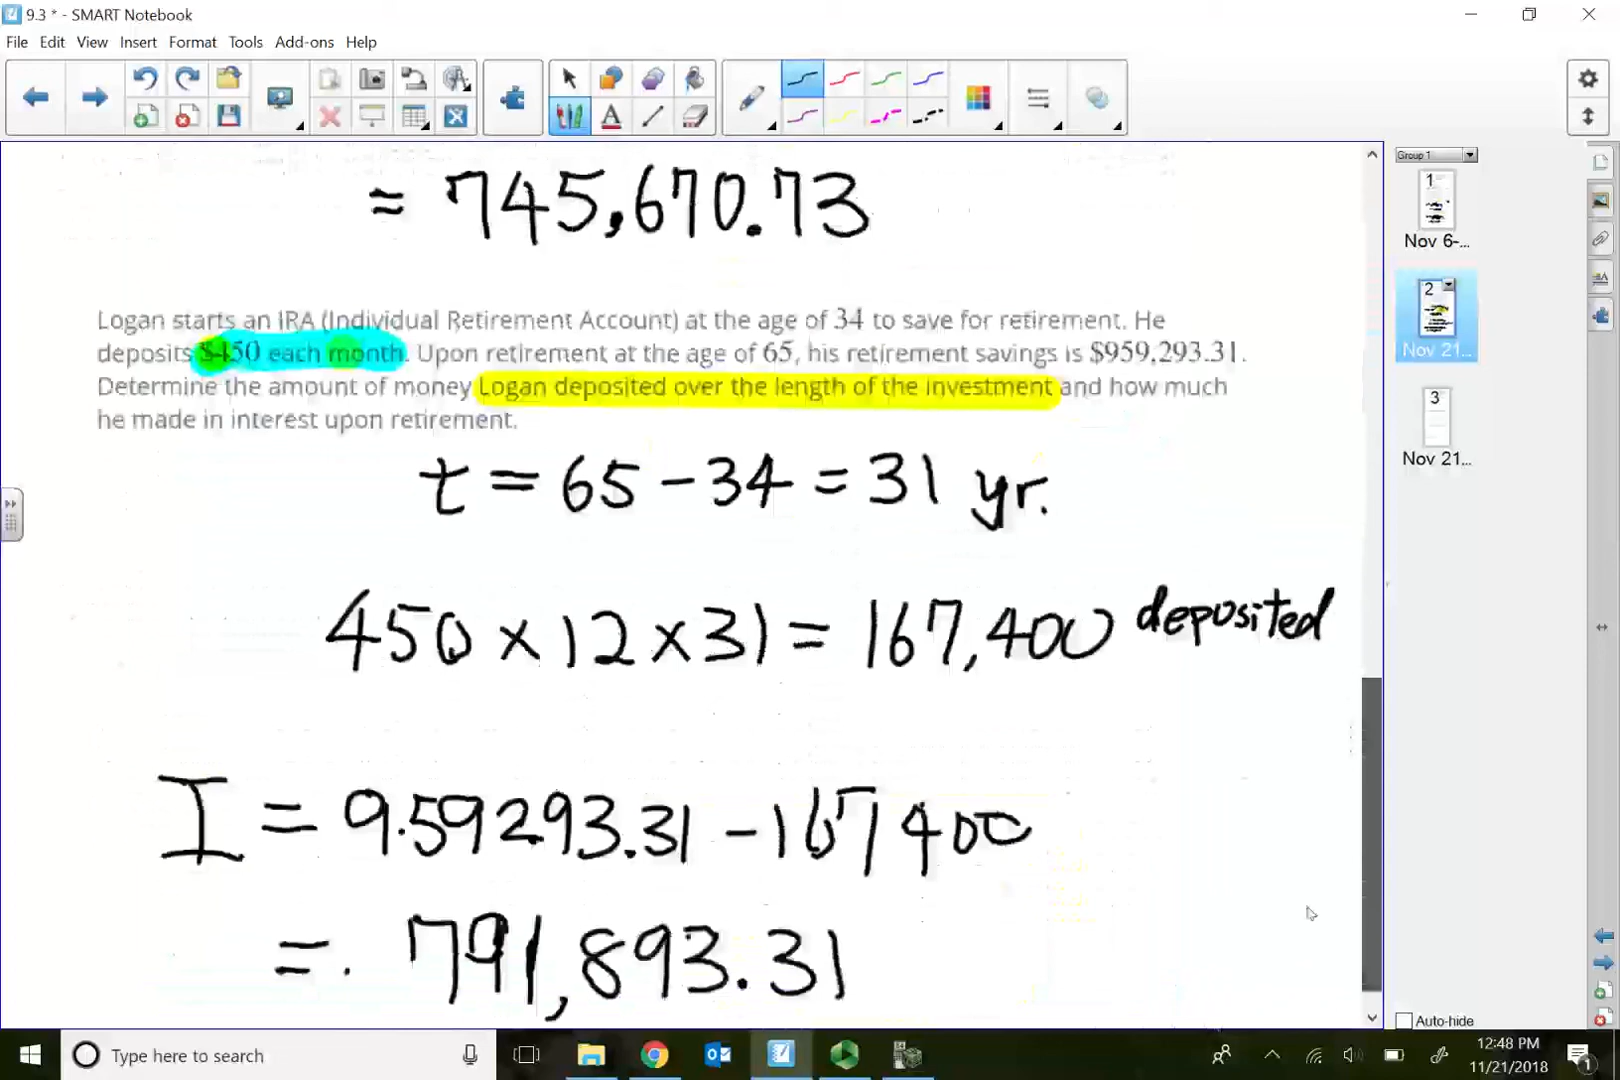 9.3 * - SMART Notebook
File Edit View Insert Format Tools Add-ons Help
≈ 745,670.73
Logan starts an IRA (Individual Retirement Account) at the age of 34 to save for retirement. He
deposits $450 each month. Upon retirement at the age of 65, his retirement savings is $959,293.31.
Determine the amount of money Logan deposited over the length of the investment and how much
he made in interest upon retirement.
t = 65 - 34 = 31 yr.
450 × 12 × 31 = 167,400 deposited
I = 9.59293.31 - 167400
=. 791,893.31
Group 1
1
Nov 6-...
2
Nov 21...
3
Nov 21...
Auto-hide
Type here to search
12:48 PM
11/21/2018
1